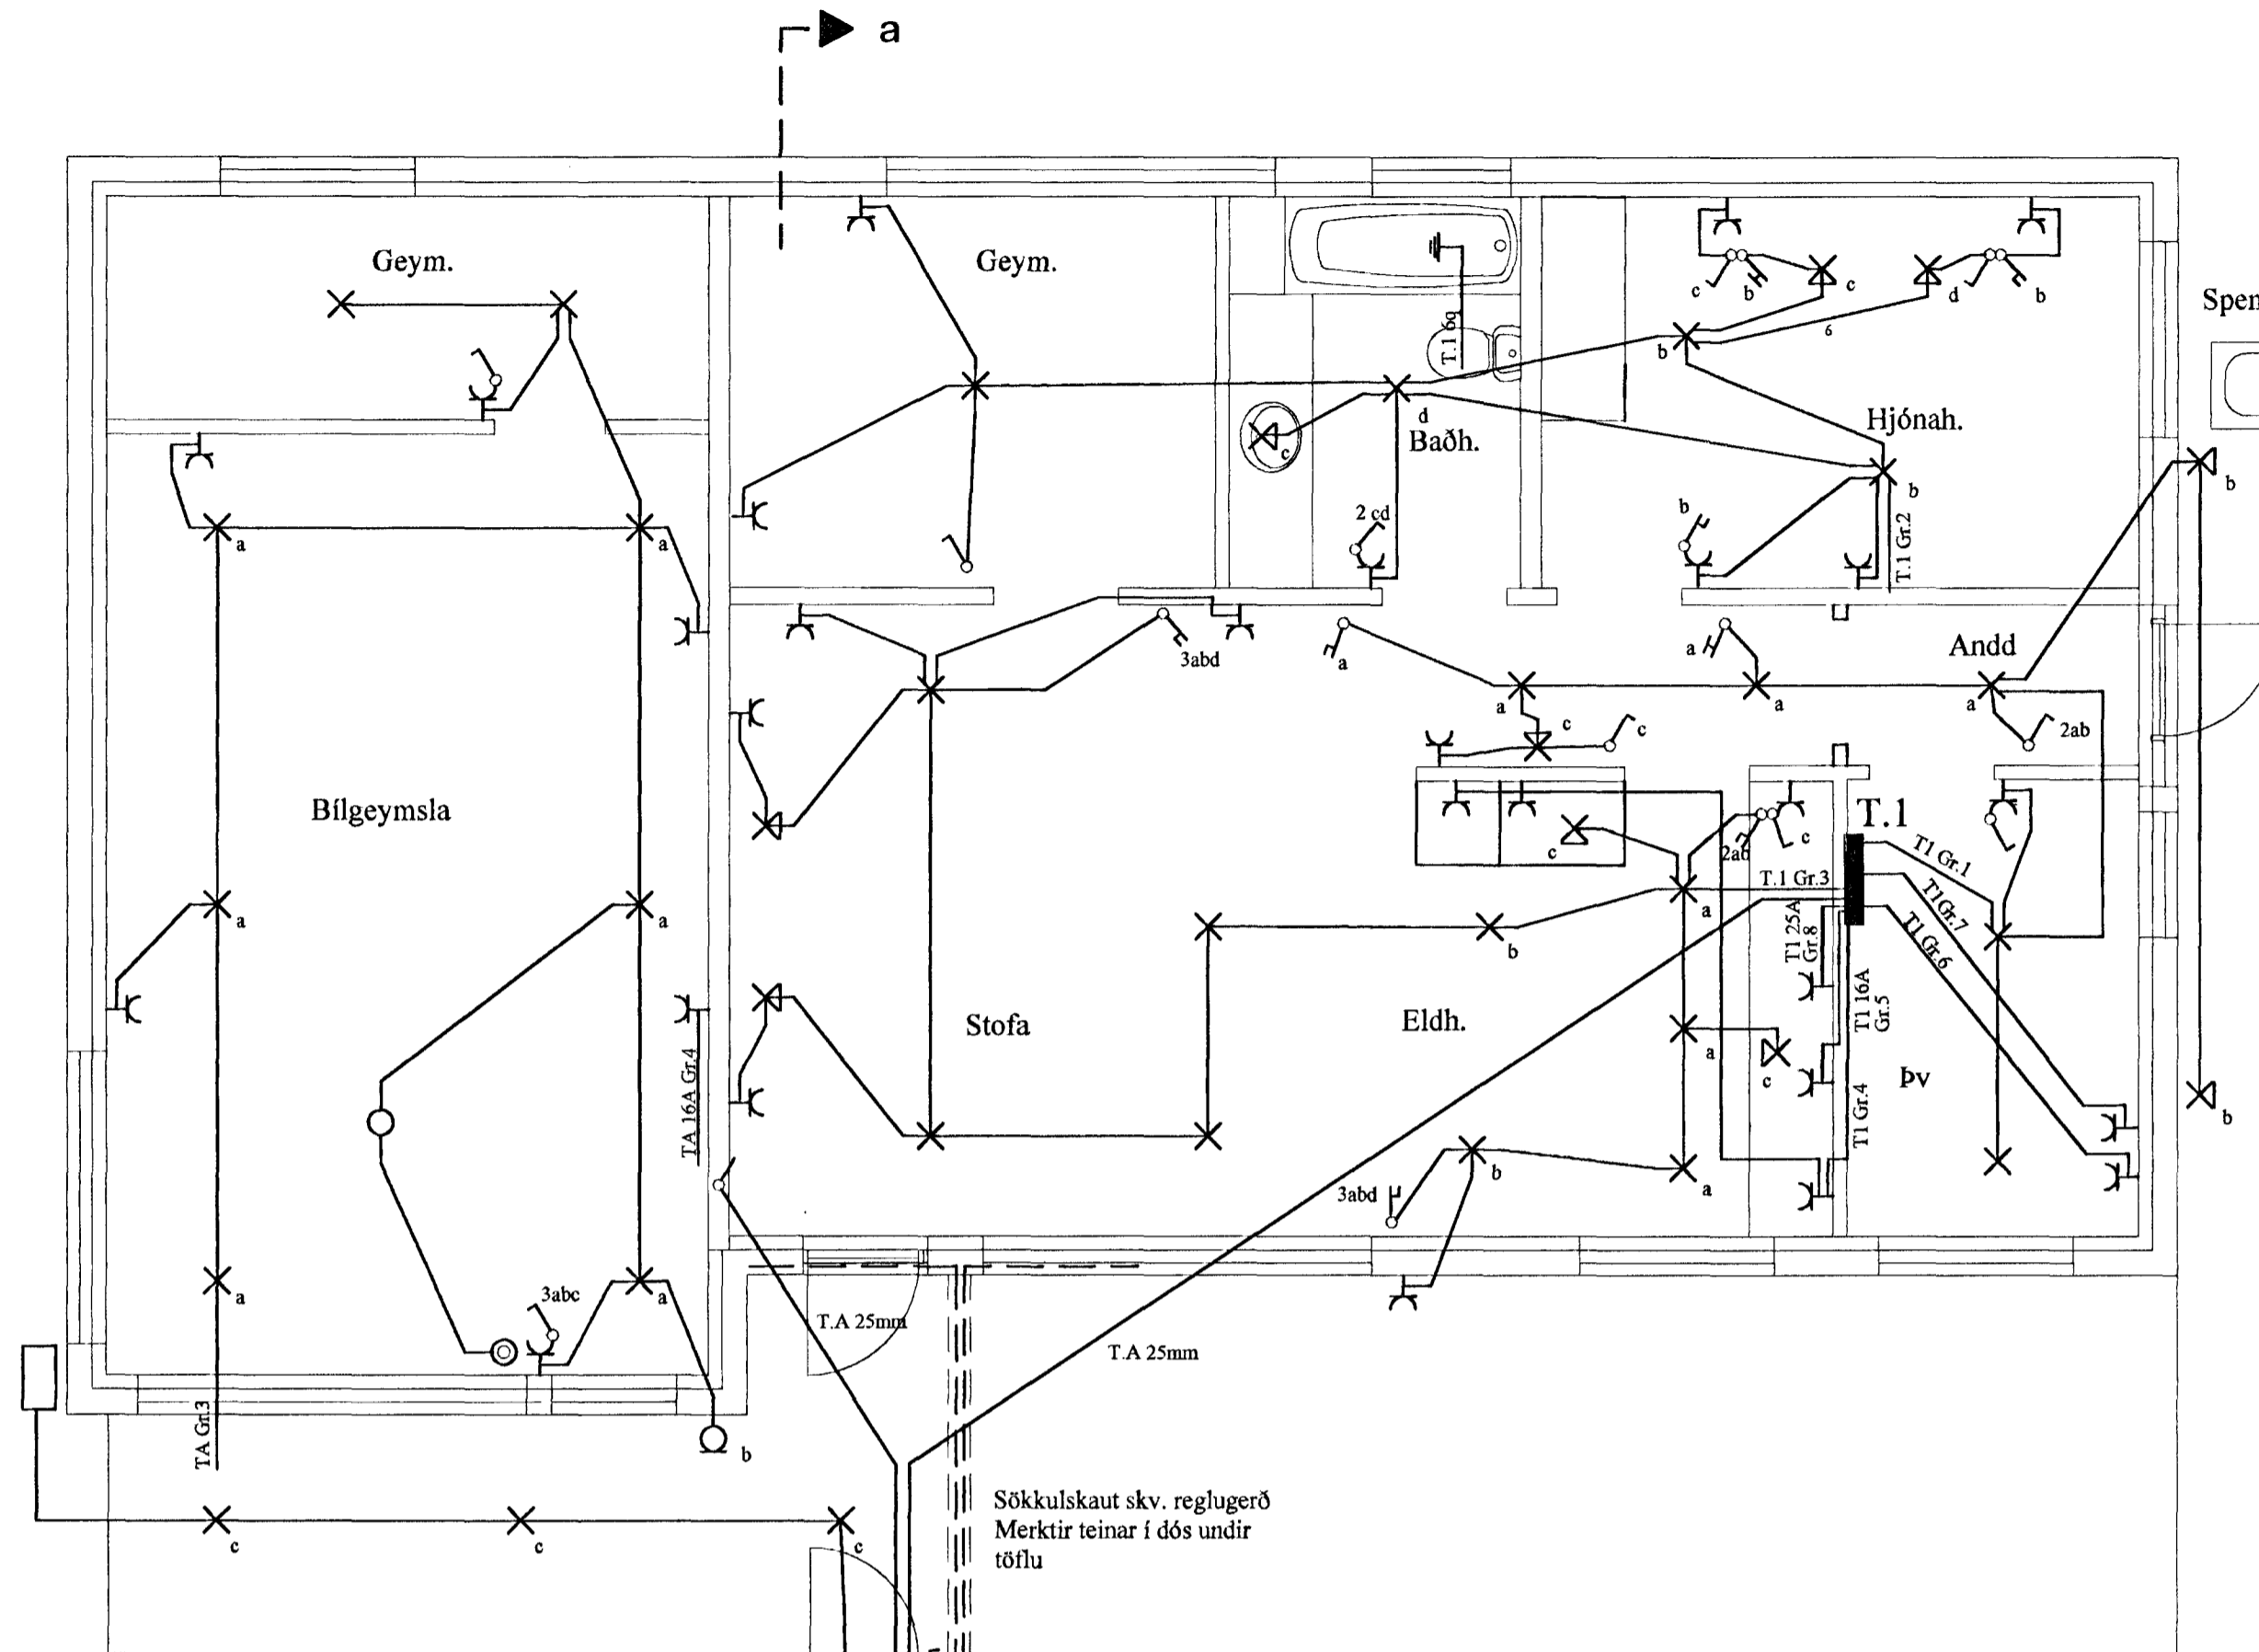 a
Geym.
Geym.
T.1 6q
c
b
c
d
b
6
b
Spen
d
Baðh.
c
Hjónah.
b
T.1 Gr.2
b
2 cd
b
a
a
3abd
a
a
Andd
a
a
a
2ab
c
c
Bílgeymsla
c
2ab
c
T.1
T1 Gr.1
T.1 Gr.3
T1Gr.7
T1 Gr.6
a
a
a
b
T1 25A
Gr.8
T1 16A
Gr.5
Stofa
Eldh.
a
c
Þv
TA 16A Gr.4
T1 Gr.4
b
b
a
3abd
a
3abc
a
T.A 25mm
T.A 25mm
TA Gr.3
b
c
c
c
Sökkulskaut skv. reglugerð
Merktir teinar í dós undir
töflu